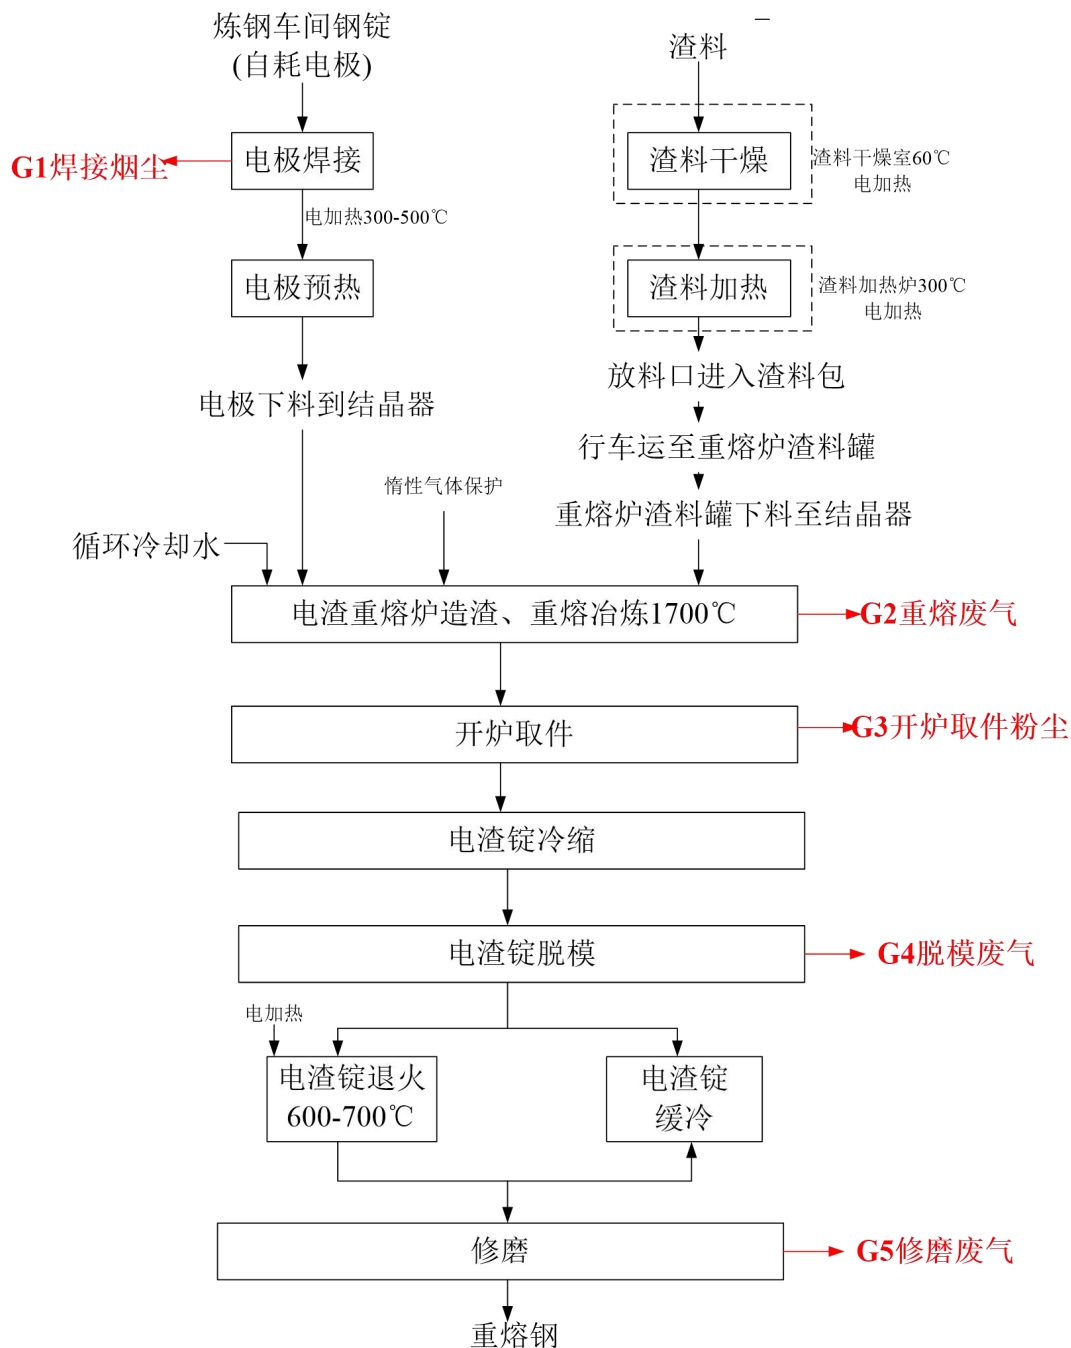 炼钢车间钢锭
(自耗电极)
渣料
电极焊接
G1焊接烟尘
渣料干燥
渣料干燥室60℃
电加热
电加热300-500℃
电极预热
渣料加热
渣料加热炉300℃
电加热
放料口进入渣料包
电极下料到结晶器
行车运至重熔炉渣料罐
惰性气体保护
重熔炉渣料罐下料至结晶器
循环冷却水
电渣重熔炉造渣、重熔冶炼1700℃
G2重熔废气
开炉取件
G3开炉取件粉尘
电渣锭冷缩
电渣锭脱模
G4脱模废气
电加热
电渣锭退火
600-700℃
电渣锭
缓冷
修磨
G5修磨废气
重熔钢